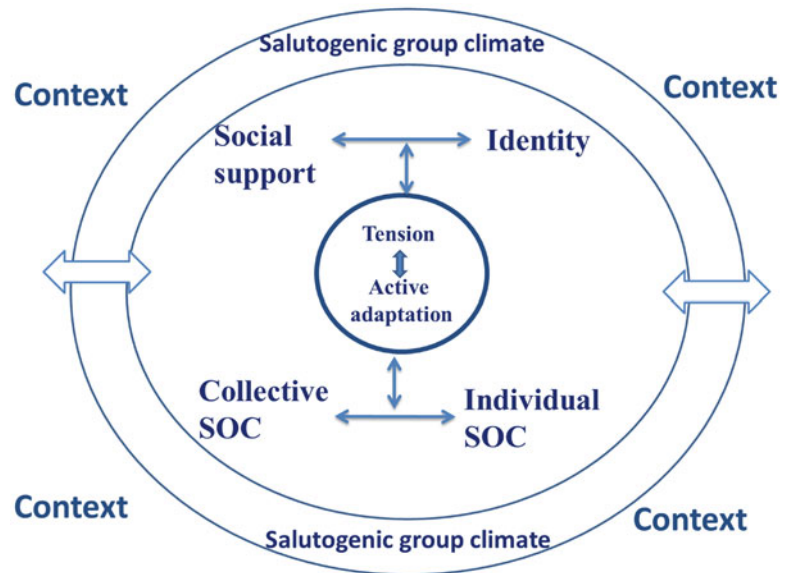 Salutogenic group climate
Context
Context
Social
support
Identity
Tension
Active
adaptation
Collective
SOC
Individual
SOC
Context
Context
Salutogenic group climate